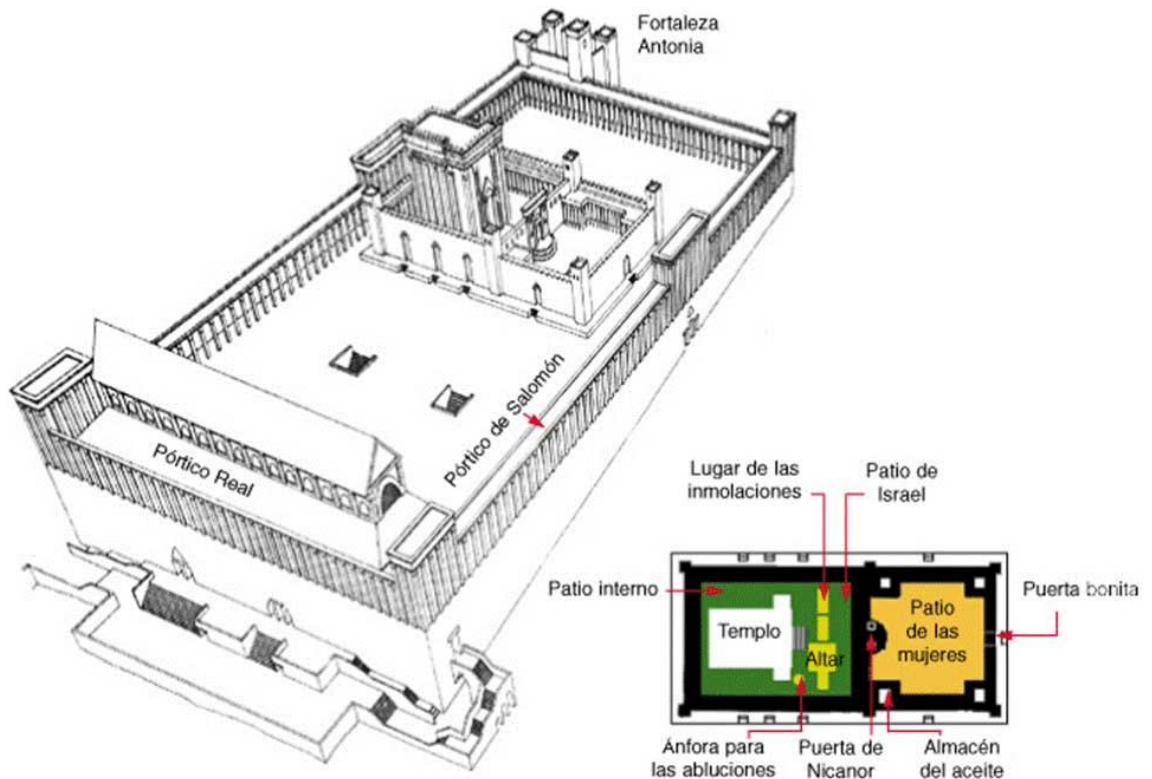 Fortaleza
Antonia
Pórtico de Salomón
Pórtico Real
Lugar de las
inmolaciones
Patio de
Israel
Patio interno
Puerta bonita
Templo
Altar
Patio
de las
mujeres
Ánfora para
las abluciones
Puerta de
Nicanor
Almacén
del aceite